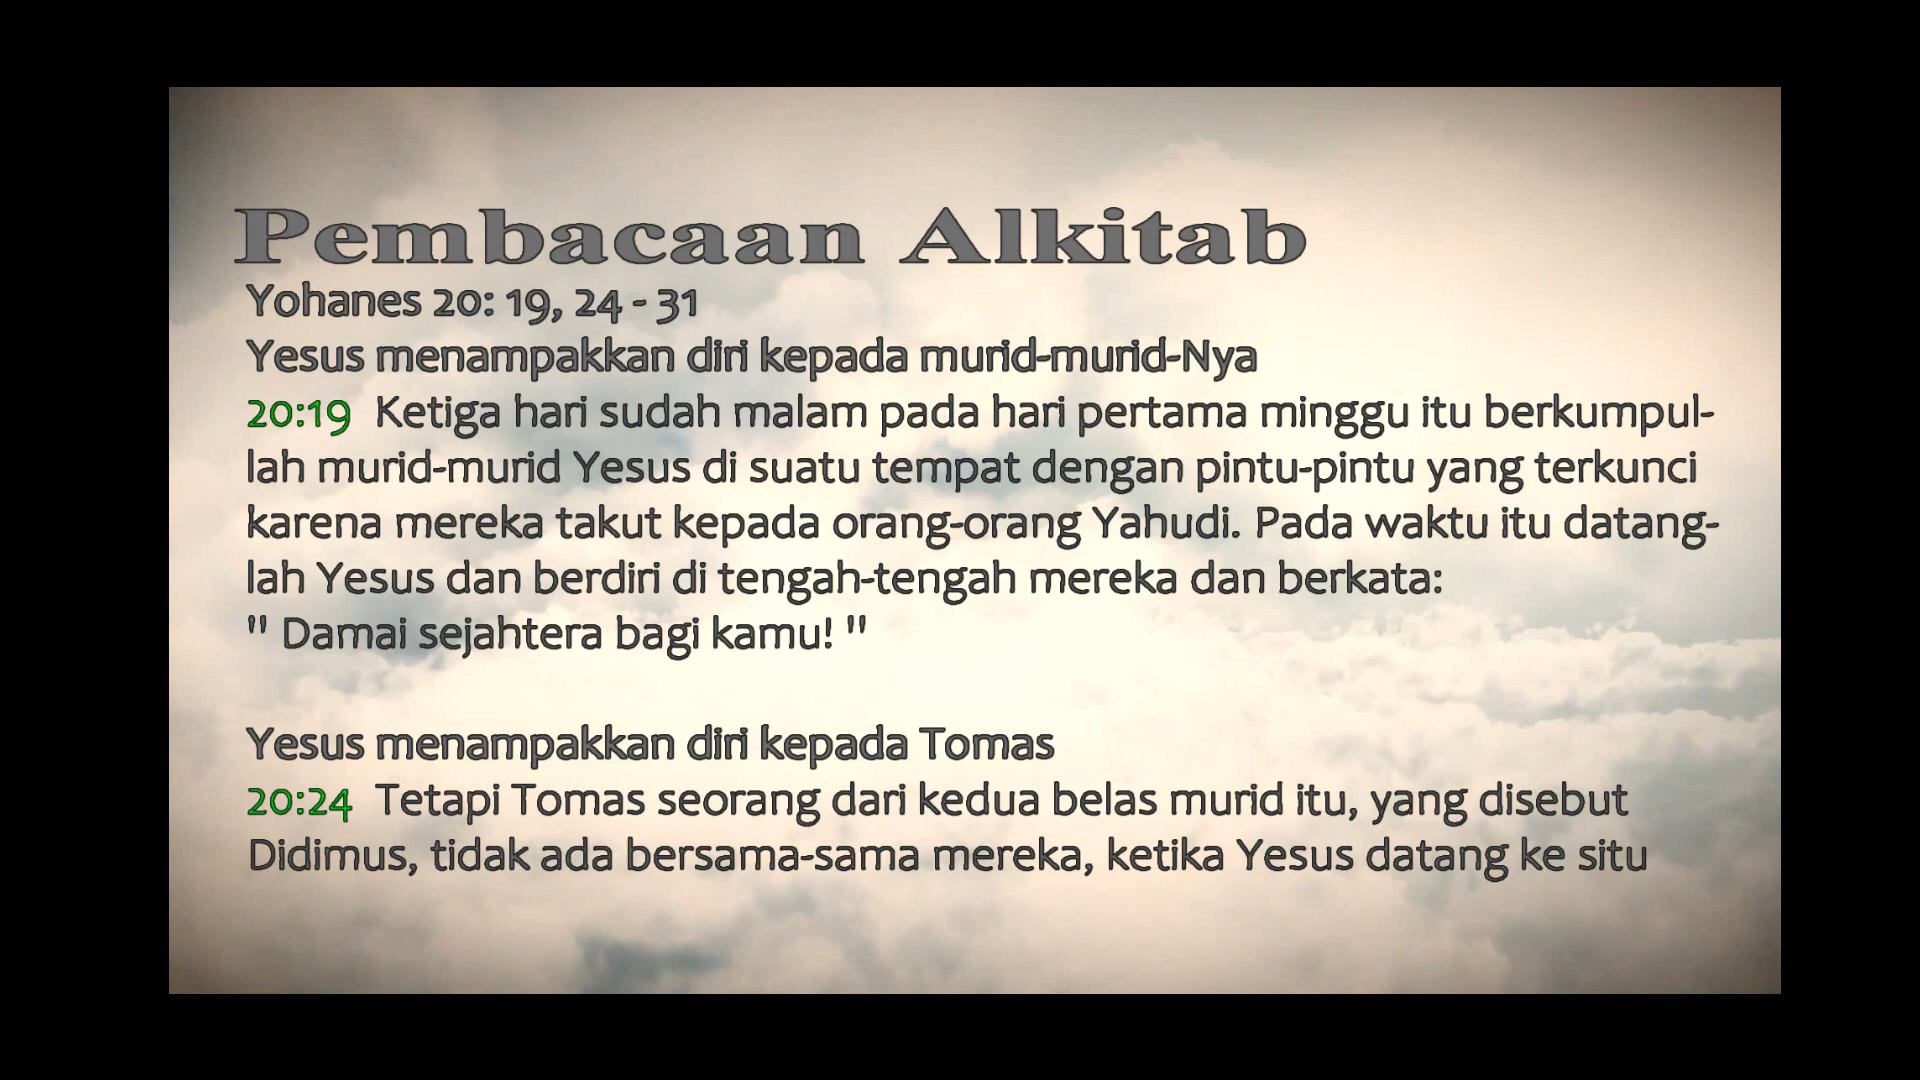 Pembacaan Alkitab
Yohanes 20: 19, 24 - 31
Yesus menampakkan diri kepada murid-murid-Nya
20:19 Ketiga hari sudah malam pada hari pertama minggu itu berkumpul-
lah murid-murid Yesus di suatu tempat dengan pintu-pintu yang terkunci
karena mereka takut kepada orang-orang Yahudi. Pada waktu itu datang-
lah Yesus dan berdiri di tengah-tengah mereka dan berkata:
" Damai sejahtera bagi kamu! "
Yesus menampakkan diri kepada Tomas
20:24 Tetapi Tomas seorang dari kedua belas murid itu, yang disebut
Didimus, tidak ada bersama-sama mereka, ketika Yesus datang ke situ